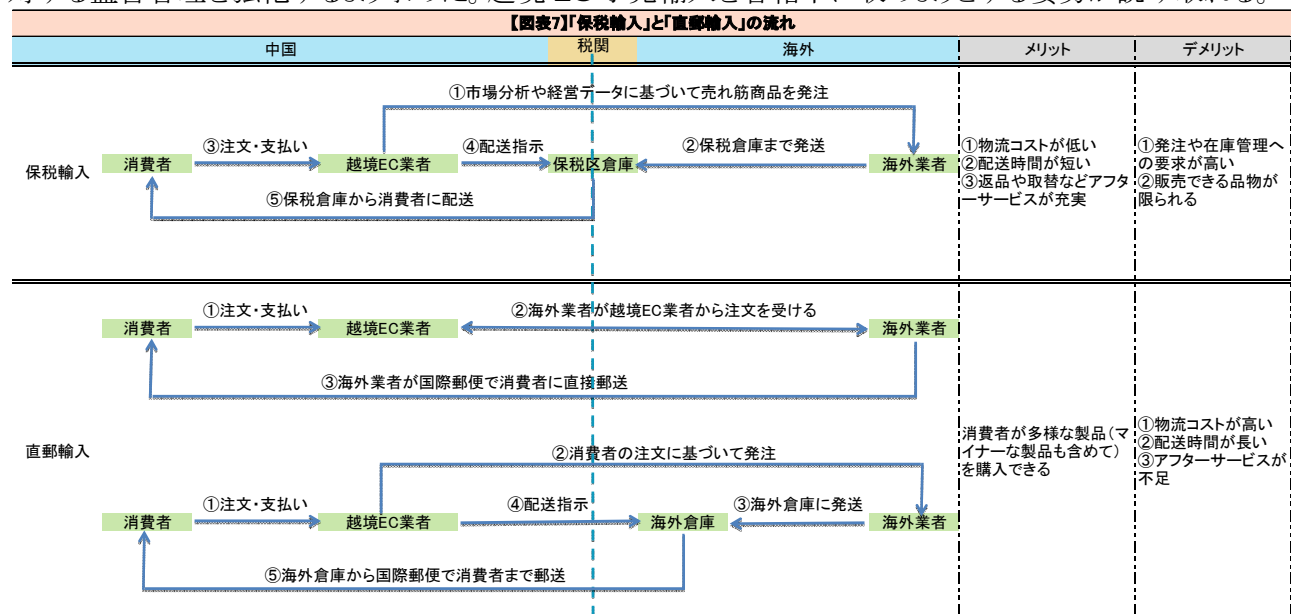 【図表7】「保税輸入」と「直郵輸入」の流れ
中国
税関
海外
メリット
デメリット
保税輸入
①市場分析や経営データに基づいて売れ筋商品を発注
消費者
③注文・支払い
越境EC業者
④配送指示
保税区倉庫
②保税倉庫まで発送
海外業者
⑤保税倉庫から消費者に配送
①物流コストが低い
②配送時間が短い
③返品や取替などアフタ
ーサービスが充実
①発注や在庫管理へ
の要求が高い
②販売できる品物が
限られる
直郵輸入
消費者
①注文・支払い
越境EC業者
②海外業者が越境EC業者から注文を受ける
海外業者
③海外業者が国際郵便で消費者に直接郵送
②消費者の注文に基づいて発注
消費者
①注文・支払い
越境EC業者
④配送指示
海外倉庫
③海外倉庫に発送
海外業者
⑤海外倉庫から国際郵便で消費者まで郵送
消費者が多様な製品(マ
イナーな製品も含めて)
を購入できる
①物流コストが高い
②配送時間が長い
③アフターサービスが
不足